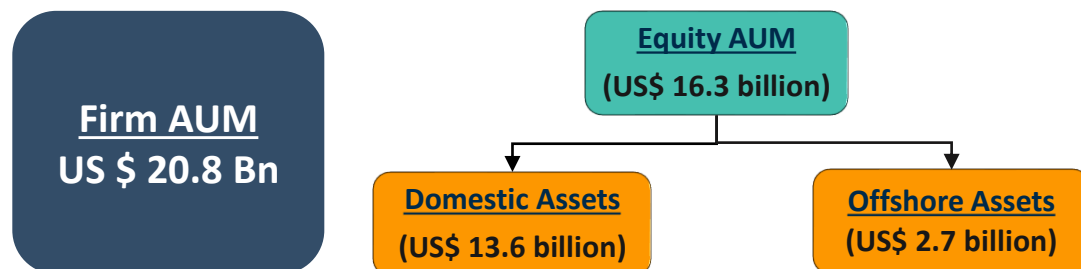 Firm AUM
US $ 20.8 Bn
Equity AUM
(US$ 16.3 billion)
Domestic Assets
(US$ 13.6 billion)
Offshore Assets
(US$ 2.7 billion)